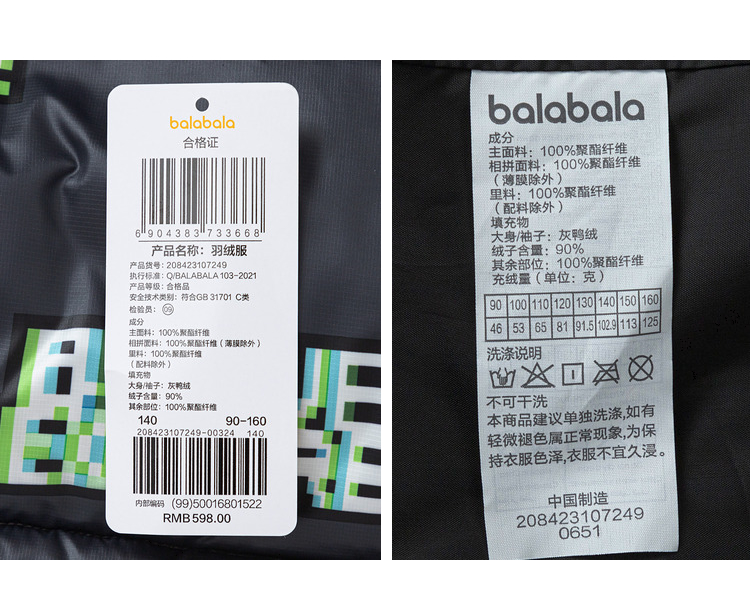 balabala
合格证
6 904383 733668
产品名称：羽绒服
产品货号：208423107249
执行标准：Q/BALABALA 103-2021
产品等级：合格品
安全技术类别：符合GB 31701 C类
检验员：09
成分
主面料：100%聚酯纤维
相拼面料：100%聚酯纤维（薄膜除外）
里料：100%聚酯纤维
（配料除外）
填充物
大身/袖子：灰鸭绒
绒子含量：90%
其余部位：100%聚酯纤维
140 90-160
208423107249-00324 140
内部编码 (99)50016801522
RMB 598.00
balabala
成分
主面料：100%聚酯纤维
相拼面料：100%聚酯纤维
（薄膜除外）
里料：100%聚酯纤维
（配料除外）
填充物
大身/袖子：灰鸭绒
绒子含量：90%
其余部位：100%聚酯纤维
充绒量（单位：克）
90 100 110 120 130 140 150 160
46 53 65 81 91.5 102.9 113 125
洗涤说明
不可干洗
本商品建议单独洗涤,如有
轻微褪色属正常现象,为保
持衣服色泽,衣服不宜久浸。
中国制造
208423107249
0651